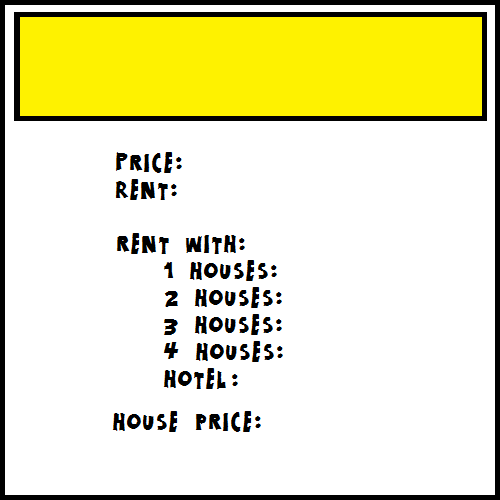 PRICE:
RENT:
RENT WITH:
1 HOUSES:
2 HOUSES:
3 HOUSES:
4 HOUSES:
HOTEL:
HOUSE PRICE: